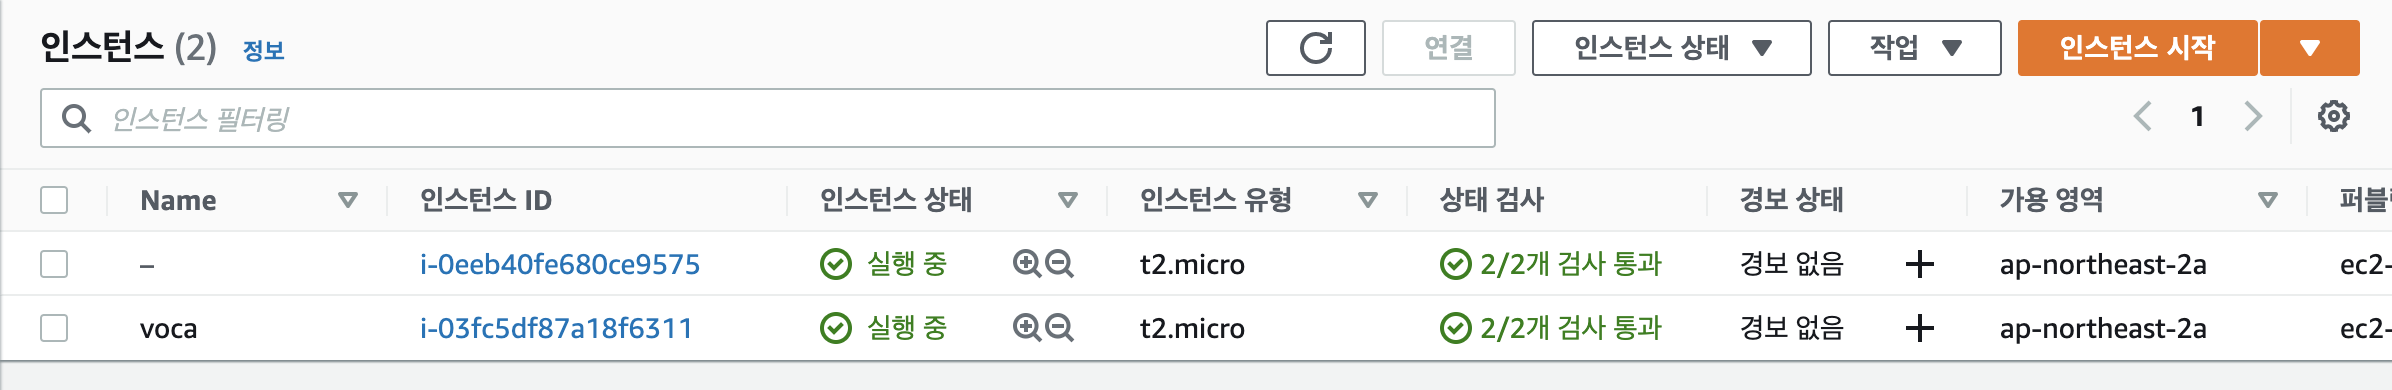 인스턴스 (2) 정보 연결 인스턴스 상태 작업 인스턴스 시작
인스턴스 필터링 1
Name 인스턴스 ID 인스턴스 상태 인스턴스 유형 상태 검사 경보 상태 가용 영역 퍼블릭
– i-0eeb40fe680ce9575 실행 중 t2.micro 2/2개 검사 통과 경보 없음 ap-northeast-2a ec2-
voca i-03fc5df87a18f6311 실행 중 t2.micro 2/2개 검사 통과 경보 없음 ap-northeast-2a ec2-